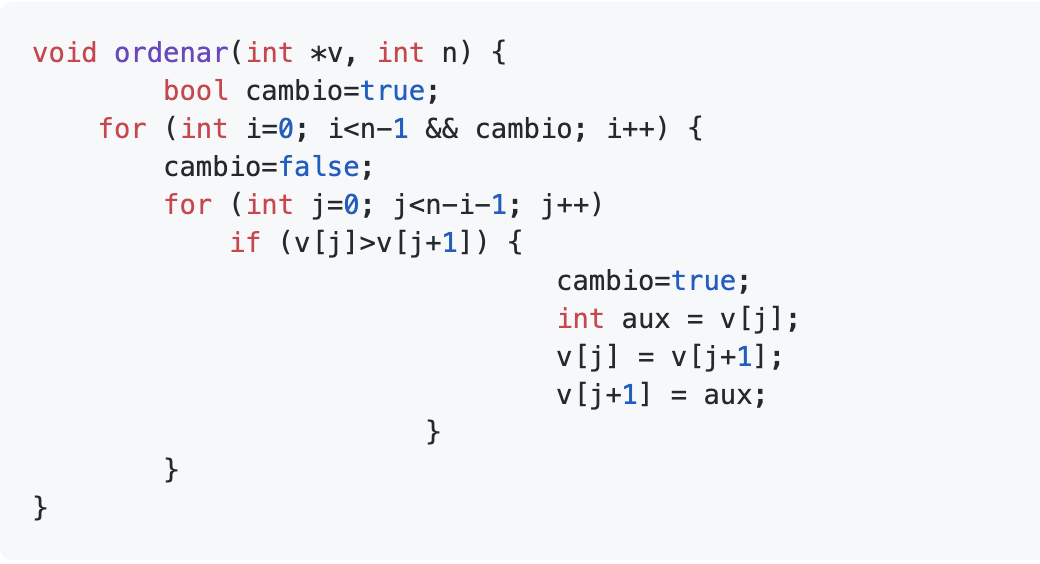 void ordenar(int *v, int n) {
        bool cambio=true;
    for (int i=0; i<n-1 && cambio; i++) {
        cambio=false;
        for (int j=0; j<n-i-1; j++)
            if (v[j]>v[j+1]) {
                                cambio=true;
                                int aux = v[j];
                                v[j] = v[j+1];
                                v[j+1] = aux;
                        }
        }
}